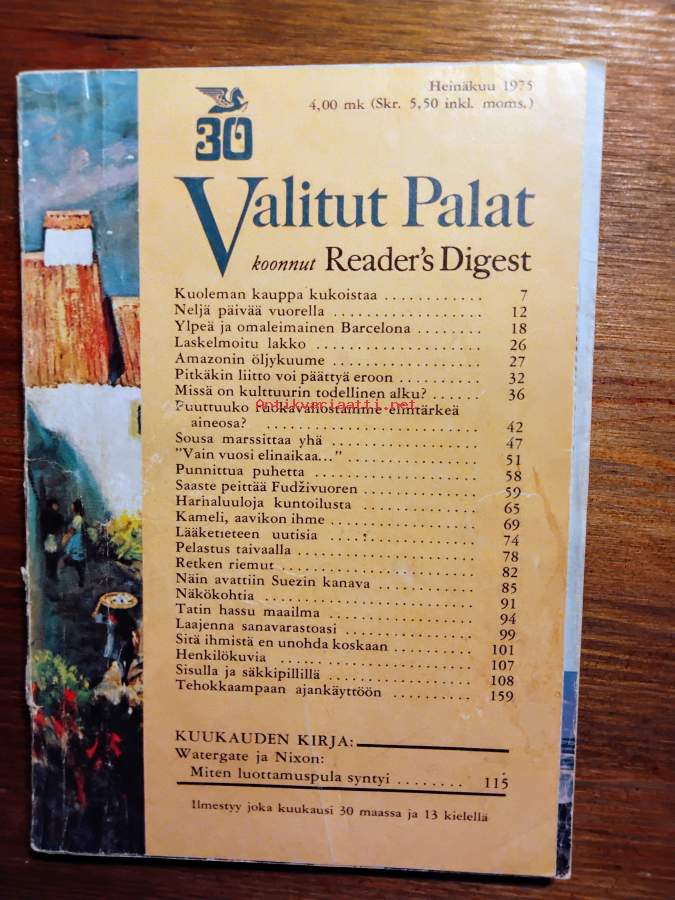 Heinäkuu 1975
4,00 mk (Skr. 5,50 inkl. moms.)
30
Valitut Palat
koonnut Reader's Digest
Kuoleman kauppa kukoistaa ............ 7
Neljä päivää vuorella .................. 12
Ylpeä ja omaleimainen Barcelona ........ 18
Laskelmoitu lakko .................... 26
Amazonin öljykuume ................... 27
Pitkäkin liitto voi päättyä eroon ........... 32
Missä on kulttuurin todellinen alku? ....... 36
Antikvariaatti.net
Puuttuuko ruokavaliostamme elintärkeä
aineosa? .......................... 42
Sousa marssittaa yhä .................. 47
"Vain vuosi elinaikaa..." ................ 51
Punnittua puhetta .................... 58
Saaste peittää Fudživuoren .............. 59
Harhaluuloja kuntoilusta ............... 65
Kameli, aavikon ihme .................. 69
Lääketieteen uutisia .................. 74
Pelastus taivaalla .................... 78
Retken riemut ........................ 82
Näin avattiin Suezin kanava ............. 85
Näkökohtia .......................... 91
Tatin hassu maailma ................... 94
Laajenna sanavarastoasi ................ 99
Sitä ihmistä en unohda koskaan ........... 101
Henkilökuvia ........................ 107
Sisulla ja säkkipillillä .................. 108
Tehokkaampaan ajankäyttöön .......... 159
KUUKAUDEN KIRJA:
Watergate ja Nixon:
Miten luottamuspula syntyi ........ 115
Ilmestyy joka kuukausi 30 maassa ja 13 kielellä